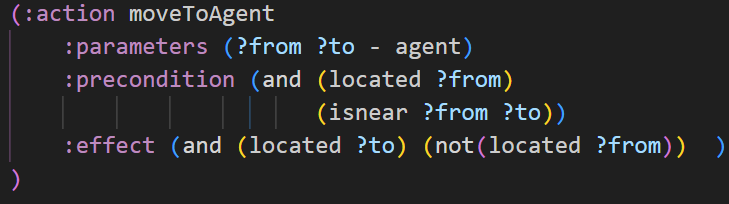 (:action moveToAgent
    :parameters (?from ?to - agent)
    :precondition (and (located ?from)
                       (isnear ?from ?to))
    :effect (and (located ?to) (not(located ?from))  )
)